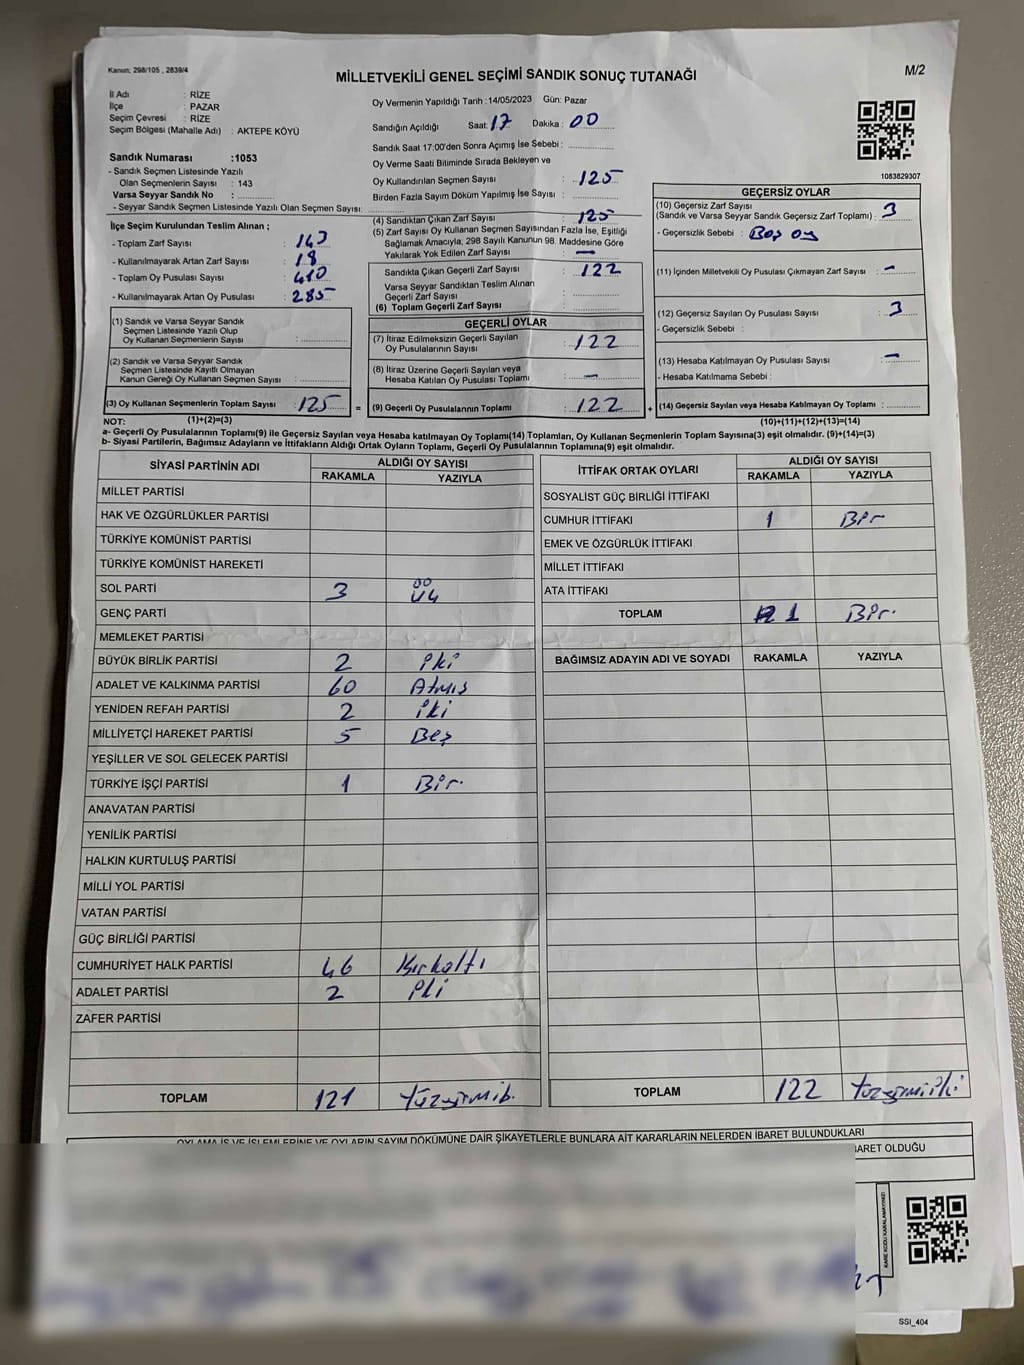 Kanun; 298/105 , 2839/4
MİLLETVEKİLİ GENEL SEÇİMİ SANDIK SONUÇ TUTANAĞI
M/2
İl Adı : RİZE
İlçe : PAZAR
Seçim Çevresi : RİZE
Seçim Bölgesi (Mahalle Adı) : AKTEPE KÖYÜ
Sandık Numarası :1053
- Sandık Seçmen Listesinde Yazılı
Olan Seçmenlerin Sayısı : 143
Varsa Seyyar Sandık No :
- Seyyar Sandık Seçmen Listesinde Yazılı Olan Seçmen Sayısı:
İlçe Seçim Kurulundan Teslim Alınan ;
- Toplam Zarf Sayısı : 143
- Kullanılmayarak Artan Zarf Sayısı : 18
- Toplam Oy Pusulası Sayısı : 410
- Kullanılmayarak Artan Oy Pusulası : 285
(1) Sandık ve Varsa Seyyar Sandık
Seçmen Listesinde Yazılı Olup
Oy Kullanan Seçmenlerin Sayısı :
(2) Sandık ve Varsa Seyyar Sandık
Seçmen Listesinde Kayıtlı Olmayan
Kanun Gereği Oy Kullanan Seçmen Sayısı :
(3) Oy Kullanan Seçmenlerin Toplam Sayısı : 125 =
Oy Vermenin Yapıldığı Tarih :14/05/2023 Gün: Pazar
Sandığın Açıldığı Saat: 17 Dakika : 00
Sandık Saat 17:00'den Sonra Açımış İse Sebebi :
Oy Verme Saati Bitiminde Sırada Bekleyen ve
Oy Kullandırılan Seçmen Sayısı : 125
Birden Fazla Sayım Döküm Yapılmış İse Sayısı :
(4) Sandıktan Çıkan Zarf Sayısı : 125
(5) Zarf Sayısı Oy Kullanan Seçmen Sayısından Fazla İse, Eşitliği
Sağlamak Amacıyla; 298 Sayılı Kanunun 98. Maddesine Göre
Yakılarak Yok Edilen Zarf Sayısı : —
Sandıkta Çıkan Geçerli Zarf Sayısı : 122
Varsa Seyyar Sandıktan Teslim Alınan
Geçerli Zarf Sayısı
(6) Toplam Geçerli Zarf Sayısı :
GEÇERLİ OYLAR
(7) İtiraz Edilmeksizin Geçerli Sayılan
Oy Pusulalarının Sayısı : 122
(8) İtiraz Üzerine Geçerli Sayılan veya
Hesaba Katılan Oy Pusulası Toplamı : —
(9) Geçerli Oy Pusulalarının Toplamı : 122 +
1083829307
GEÇERSİZ OYLAR
(10) Geçersiz Zarf Sayısı
(Sandık ve Varsa Seyyar Sandık Geçersiz Zarf Toplamı) : 3
- Geçersizlik Sebebi : Boş oy
(11) İçinden Milletvekili Oy Pusulası Çıkmayan Zarf Sayısı : —
(12) Geçersiz Sayılan Oy Pusulası Sayısı : 3
- Geçersizlik Sebebi :
(13) Hesaba Katılmayan Oy Pusulası Sayısı : —
- Hesaba Katılmama Sebebi :
(14) Geçersiz Sayılan veya Hesaba Katılmayan Oy Toplamı :
NOT: (1)+(2)=(3) (10)+(11)+(12)+(13)=(14)
a- Geçerli Oy Pusulalarının Toplamı(9) ile Geçersiz Sayılan veya Hesaba katılmayan Oy Toplamı(14) Toplamları, Oy Kullanan Seçmenlerin Toplam Sayısına(3) eşit olmalıdır. (9)+(14)=(3)
b- Siyasi Partilerin, Bağımsız Adayların ve İttifakların Aldığı Ortak Oyların Toplamı, Geçerli Oy Pusulalarının Toplamına(9) eşit olmalıdır.
SİYASİ PARTİNİN ADI ALDIĞI OY SAYISI
RAKAMLA YAZIYLA
MİLLET PARTİSİ
HAK VE ÖZGÜRLÜKLER PARTİSİ
TÜRKİYE KOMÜNİST PARTİSİ
TÜRKİYE KOMÜNİST HAREKETİ
SOL PARTİ 3 Üç
GENÇ PARTİ
MEMLEKET PARTİSİ
BÜYÜK BİRLİK PARTİSİ 2 iki
ADALET VE KALKINMA PARTİSİ 60 Atmış
YENİDEN REFAH PARTİSİ 2 iki
MİLLİYETÇİ HAREKET PARTİSİ 5 Beş
YEŞİLLER VE SOL GELECEK PARTİSİ
TÜRKİYE İŞÇİ PARTİSİ 1 Bir
ANAVATAN PARTİSİ
YENİLİK PARTİSİ
HALKIN KURTULUŞ PARTİSİ
MİLLİ YOL PARTİSİ
VATAN PARTİSİ
GÜÇ BİRLİĞİ PARTİSİ
CUMHURİYET HALK PARTİSİ 46 Kırkaltı
ADALET PARTİSİ 2 iki
ZAFER PARTİSİ
TOPLAM 121 Yüzyirmib.
İTTİFAK ORTAK OYLARI ALDIĞI OY SAYISI
RAKAMLA YAZIYLA
SOSYALİST GÜÇ BİRLİĞİ İTTİFAKI
CUMHUR İTTİFAKI 1 Bir
EMEK VE ÖZGÜRLÜK İTTİFAKI
MİLLET İTTİFAKI
ATA İTTİFAKI
TOPLAM 1 Bir.
BAĞIMSIZ ADAYIN ADI VE SOYADI RAKAMLA YAZIYLA
TOPLAM 122 Yüzyirmiiki
OYLAMA İŞ VE İŞLEMLERİNE VE OYLARIN SAYIM DÖKÜMÜNE DAİR ŞİKAYETLERLE BUNLARA AİT KARARLARIN NELERDEN İBARET BULUNDUKLARI
BARET OLDUĞU
KARE KODU KARALAMAYINIZ!
SSI_404